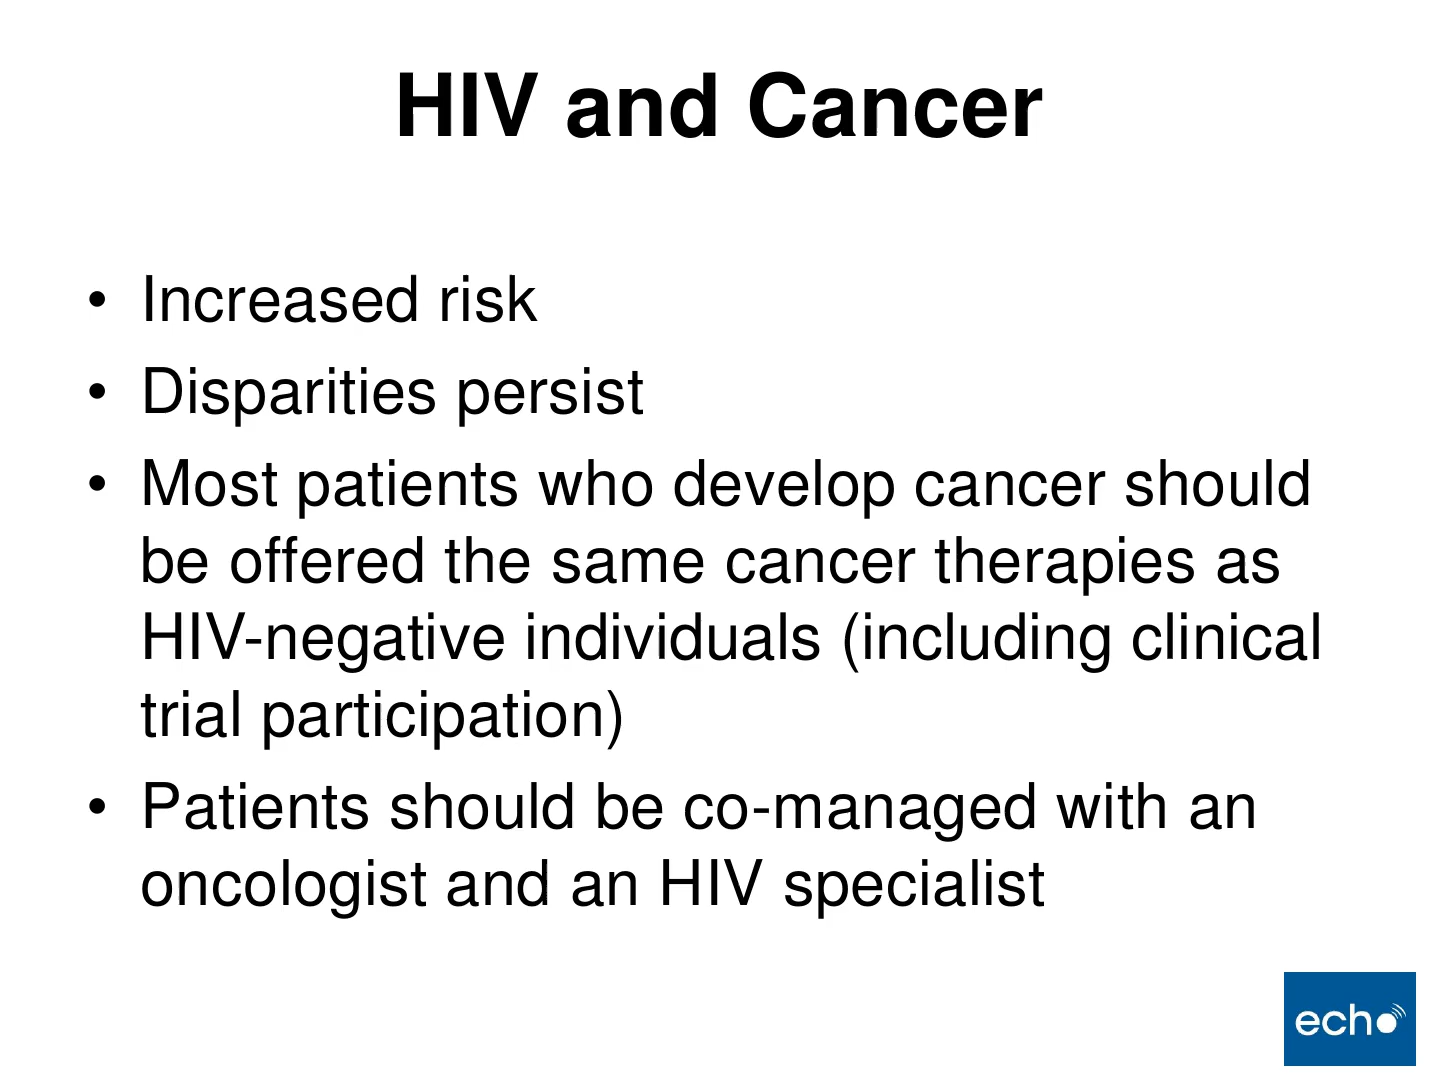 HIV and Cancer
• Increased risk
• Disparities persist
• Most patients who develop cancer should
be offered the same cancer therapies as
HIV-negative individuals (including clinical
trial participation)
• Patients should be co-managed with an
oncologist and an HIV specialist
echo